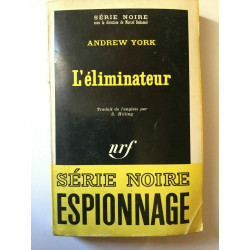 SÉRIE NOIRE
sous la direction de Marcel Duhamel
ANDREW YORK
L'éliminateur
Traduit de l'anglais par
S. Hilling
nrf
SÉRIE NOIRE
ESPIONNAGE